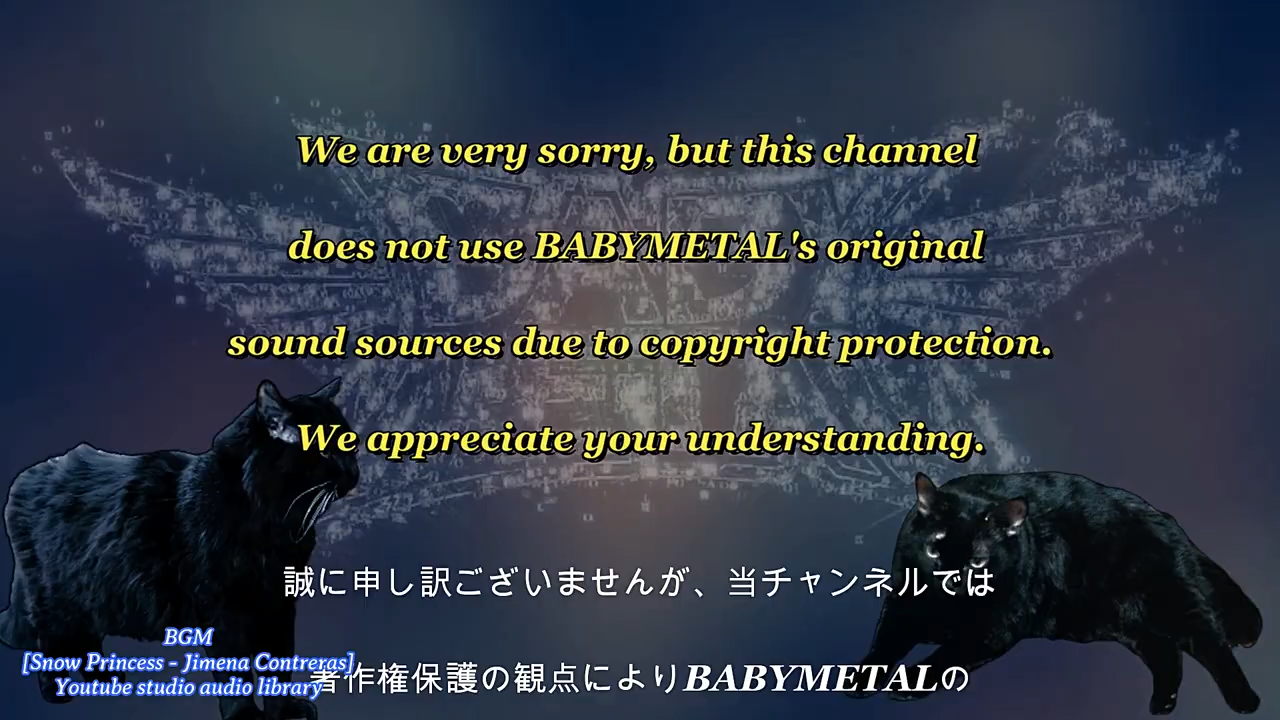 We are very sorry, but this channel
does not use BABYMETAL's original
sound sources due to copyright protection.
We appreciate your understanding.
誠に申し訳ございませんが、当チャンネルでは
著作権保護の観点によりBABYMETALの
BGM
[Snow Princess - Jimena Contreras]
Youtube studio audio library